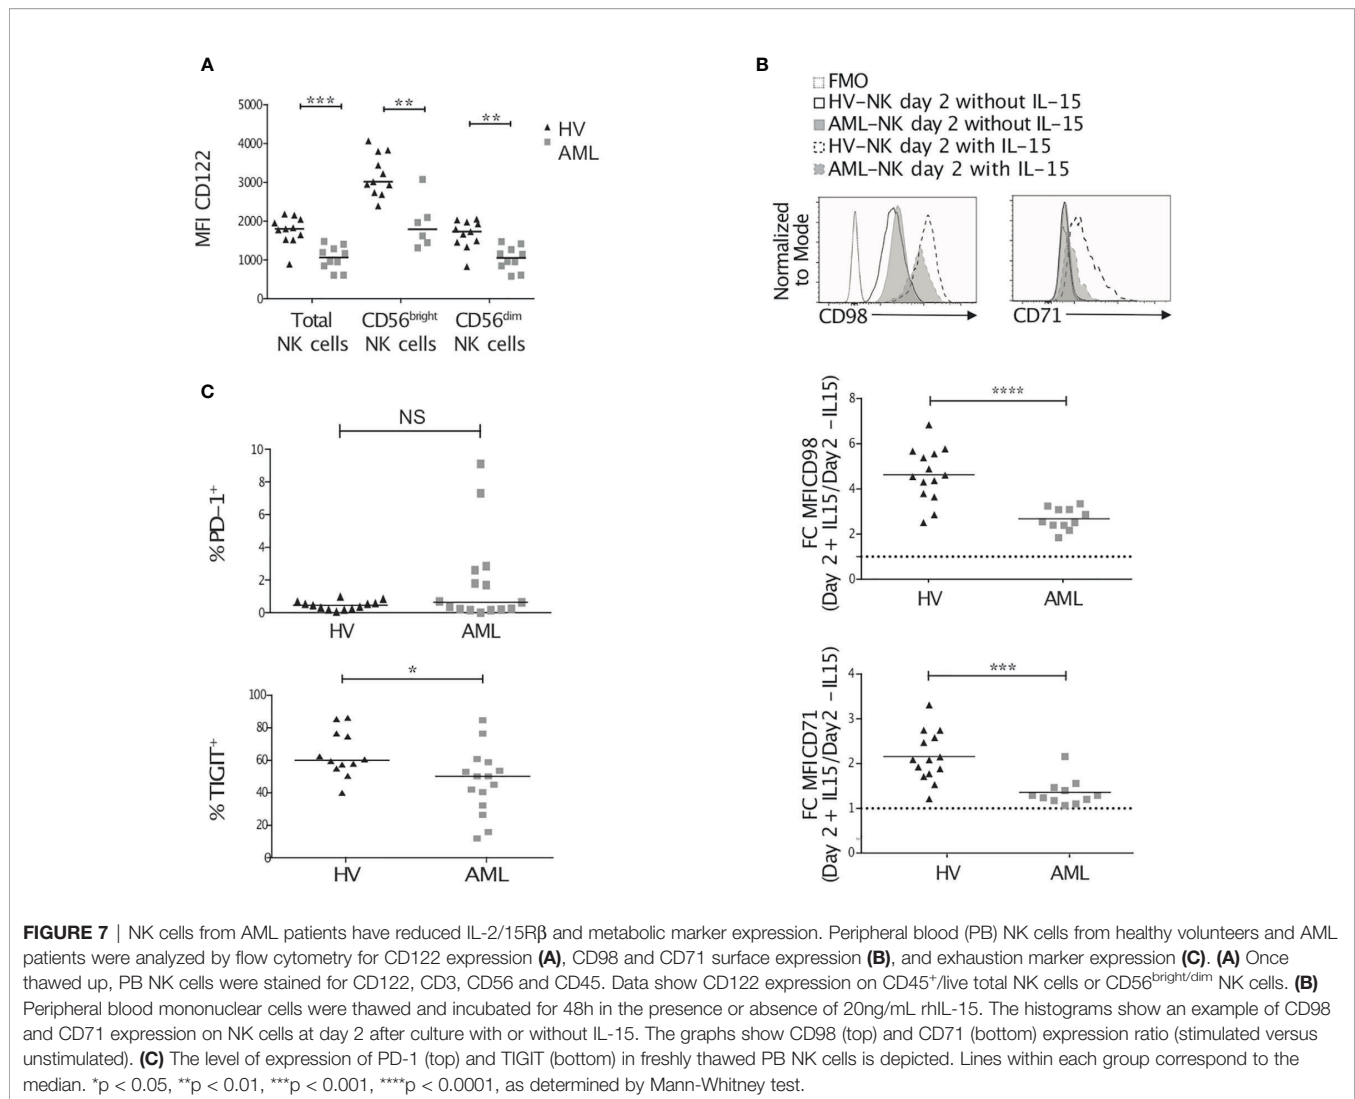 A
MFI CD122
5000
4000
3000
2000
1000
0
***
**
**
HV
AML
Total
NK cells
CD56bright
NK cells
CD56dim
NK cells
B
FMO
HV-NK day 2 without IL-15
AML-NK day 2 without IL-15
HV-NK day 2 with IL-15
AML-NK day 2 with IL-15
Normalized
to Mode
CD98
CD71
FC MFICD98
(Day 2+ IL15/Day2 -IL15)
8
6
4
2
0
****
HV
AML
FC MFICD71
(Day 2+ IL15/Day2 -IL15)
4
3
2
1
0
***
HV
AML
C
%PD-1+
10
8
6
4
2
0
NS
HV
AML
%TIGIT+
100
80
60
40
20
0
*
HV
AML
FIGURE 7 | NK cells from AML patients have reduced IL-2/15Rβ and metabolic marker expression. Peripheral blood (PB) NK cells from healthy volunteers and AML
patients were analyzed by flow cytometry for CD122 expression (A), CD98 and CD71 surface expression (B), and exhaustion marker expression (C). (A) Once
thawed up, PB NK cells were stained for CD122, CD3, CD56 and CD45. Data show CD122 expression on CD45+/live total NK cells or CD56bright/dim NK cells. (B)
Peripheral blood mononuclear cells were thawed and incubated for 48h in the presence or absence of 20ng/mL rhIL-15. The histograms show an example of CD98
and CD71 expression on NK cells at day 2 after culture with or without IL-15. The graphs show CD98 (top) and CD71 (bottom) expression ratio (stimulated versus
unstimulated). (C) The level of expression of PD-1 (top) and TIGIT (bottom) in freshly thawed PB NK cells is depicted. Lines within each group correspond to the
median. *p < 0.05, **p < 0.01, ***p < 0.001, ****p < 0.0001, as determined by Mann-Whitney test.